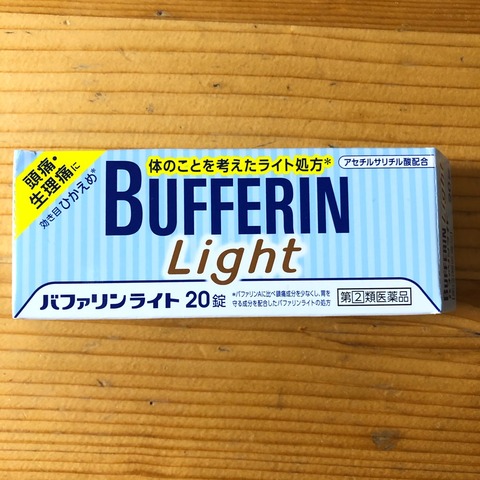 頭痛・
生理痛に
効き目ひかえめ*
体のことを考えたライト処方*
アセチルサリチル酸配合
BUFFERIN
Light
バファリンライト 20錠
*バファリンAに比べ鎮痛成分を少なくし、胃を
守る成分を配合したバファリンライトの処方
指定②類医薬品